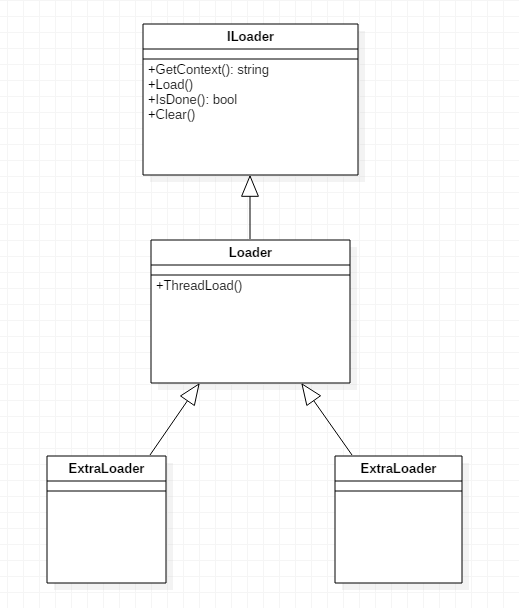 ILoader
+GetContext(): string
+Load()
+IsDone(): bool
+Clear()
Loader
+ThreadLoad()
ExtraLoader
ExtraLoader